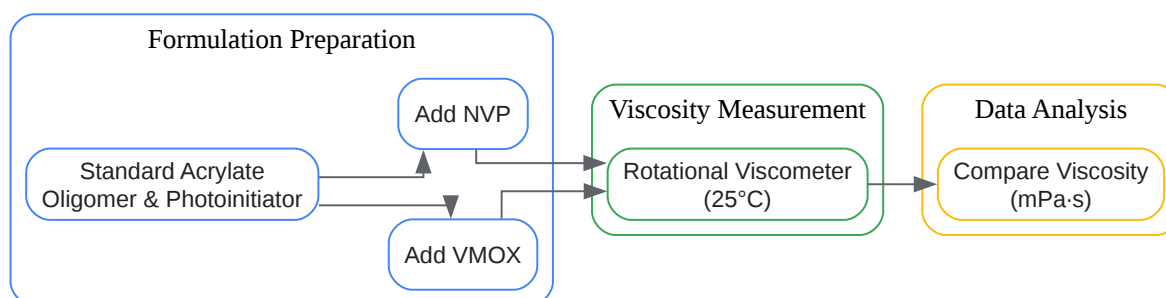 Formulation Preparation
Standard Acrylate
Oligomer & Photoinitiator
Add NVP
Add VMOX
Viscosity Measurement
Rotational Viscometer
(25°C)
Data Analysis
Compare Viscosity
(mPa·s)